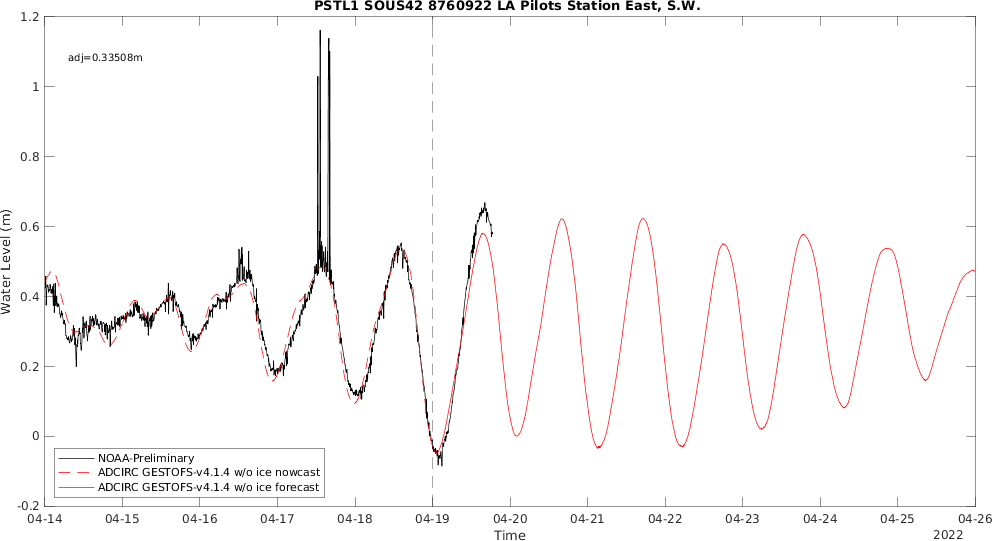 PSTL1 SOUS42 8760922 LA Pilots Station East, S.W.
adj=0.33508m
Water Level (m)
1.2
1
0.8
0.6
0.4
0.2
0
-0.2
NOAA-Preliminary
ADCIRC GESTOFS-v4.1.4 w/o ice nowcast
ADCIRC GESTOFS-v4.1.4 w/o ice forecast
04-14 04-15 04-16 04-17 04-18 04-19 04-20 04-21 04-22 04-23 04-24 04-25 04-26
Time
2022